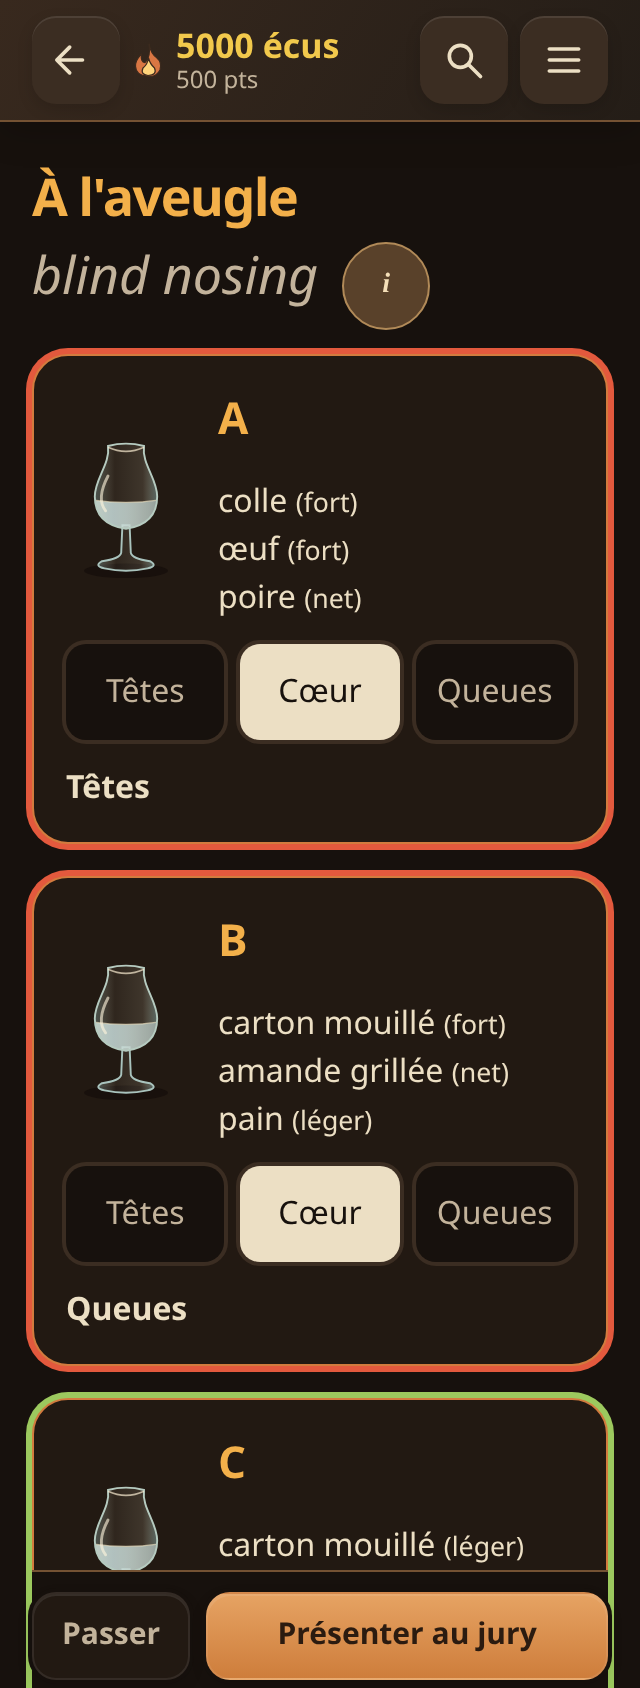 5000 écus
500 pts
À l'aveugle
blind nosing i
A
colle (fort)
œuf (fort)
poire (net)
Têtes Cœur Queues
Têtes
B
carton mouillé (fort)
amande grillée (net)
pain (léger)
Têtes Cœur Queues
Queues
C
carton mouillé (léger)
Passer Présenter au jury